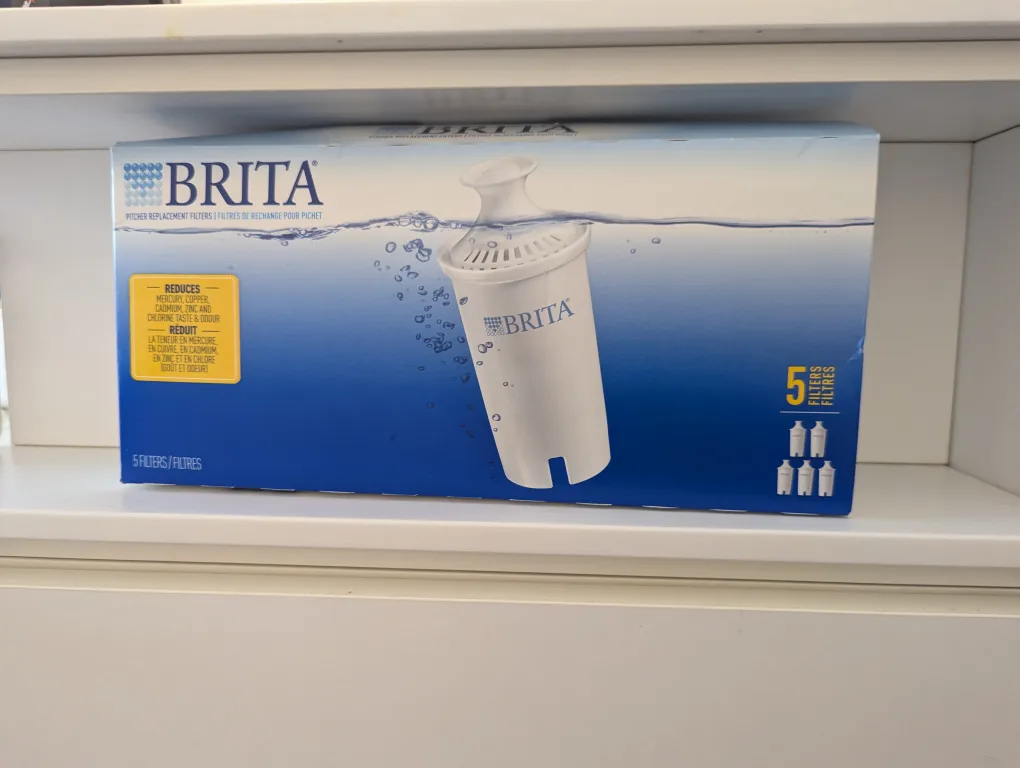 BRITA
BRITA®
PITCHER REPLACEMENT FILTERS | FILTRES DE RECHANGE POUR PICHET
BRITA
REDUCES
MERCURY, COPPER,
CADMIUM, ZINC AND
CHLORINE TASTE & ODOUR
RÉDUIT
LA TENEUR EN MERCURE,
EN CUIVRE, EN CADMIUM,
EN ZINC ET EN CHLORE
(GOÛT ET ODEUR)
5 FILTERS FILTRES
5 FILTERS / FILTRES